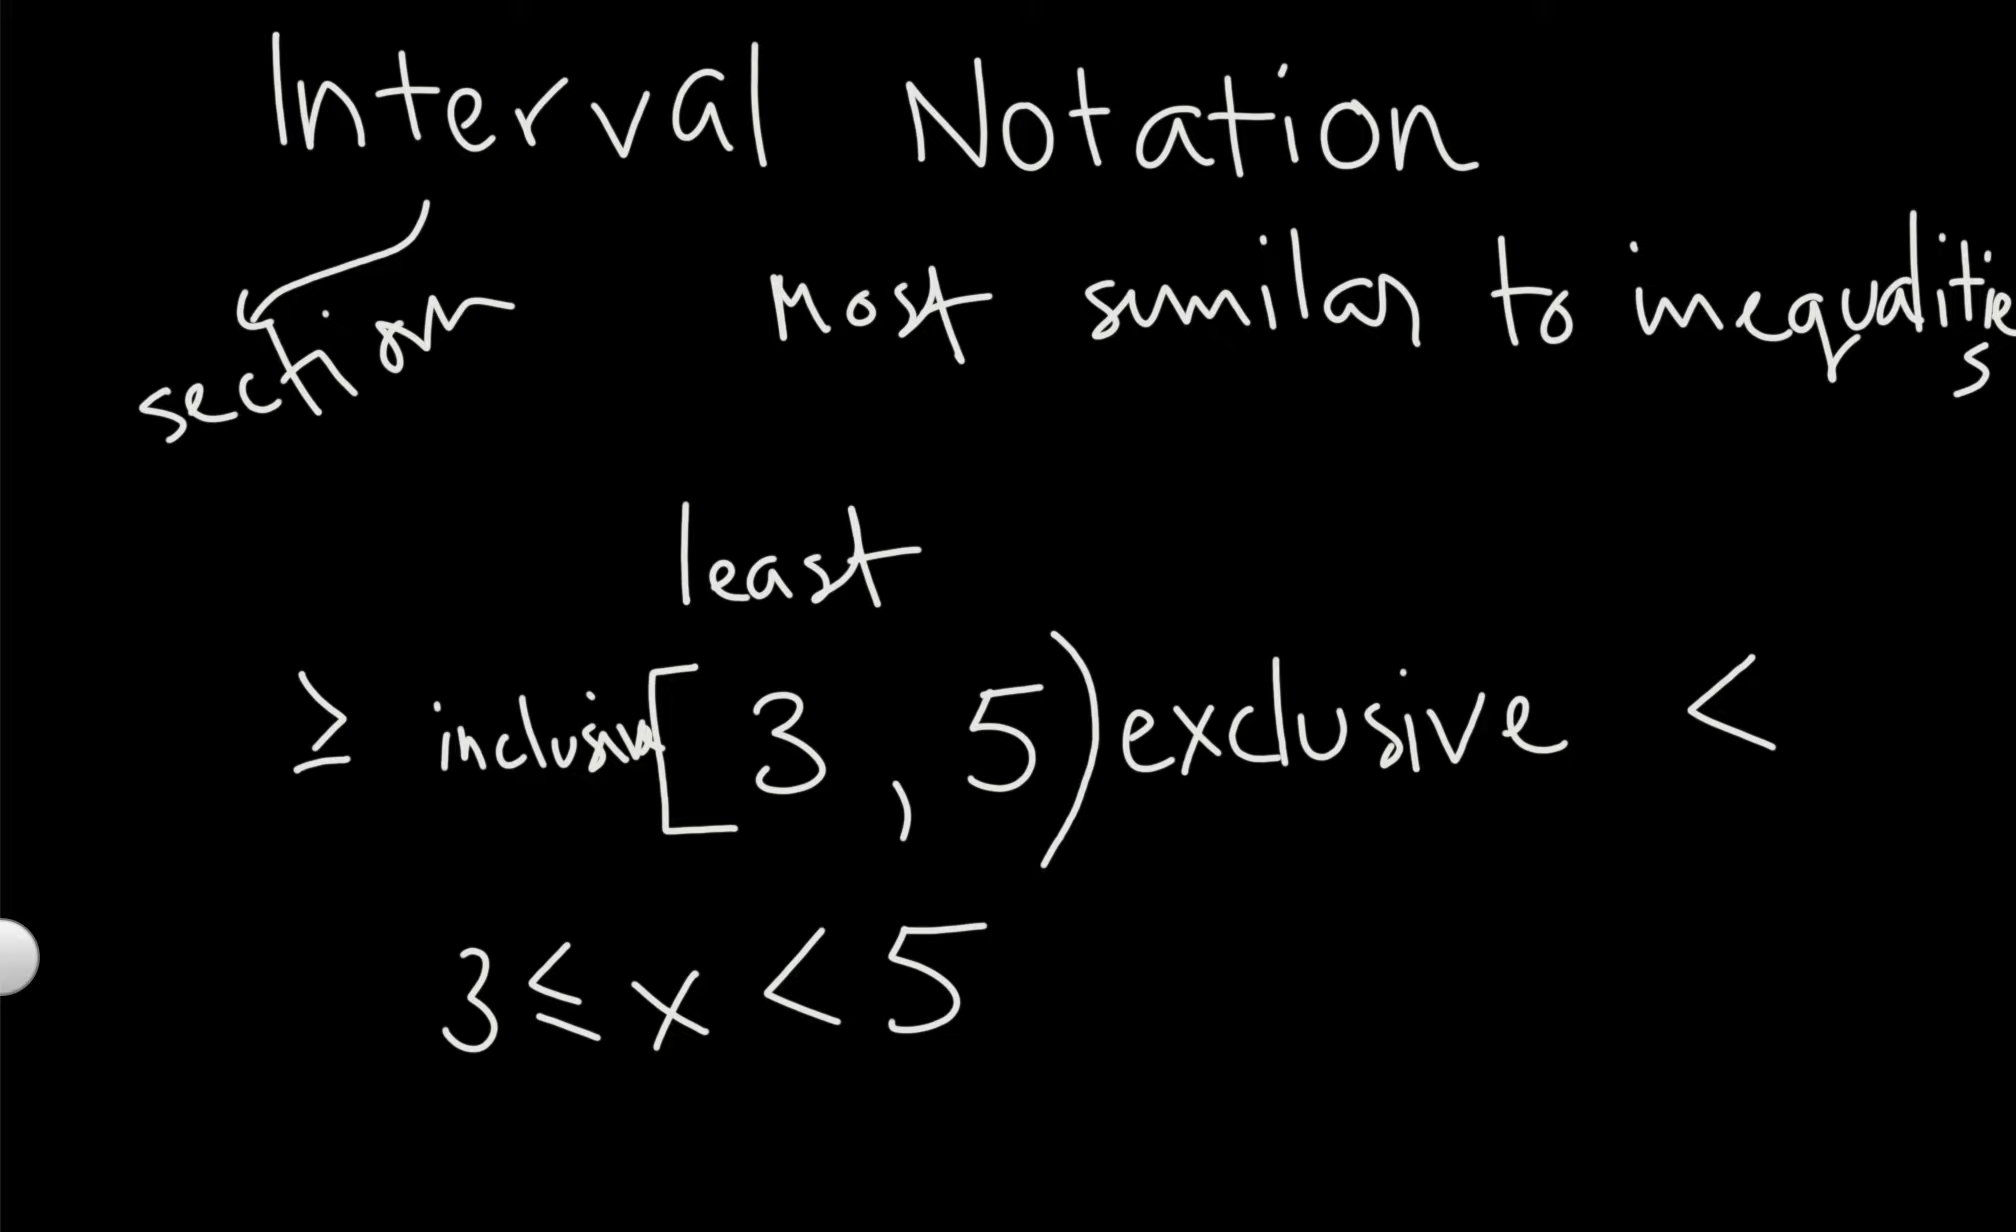 Interval Notation
section
Most similar to inequalities
least
≥ inclusive [3, 5) exclusive <
3 ≤ x < 5